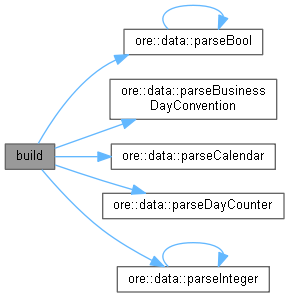 build
ore::data::parseBool
ore::data::parseBusiness
DayConvention
ore::data::parseCalendar
ore::data::parseDayCounter
ore::data::parseInteger